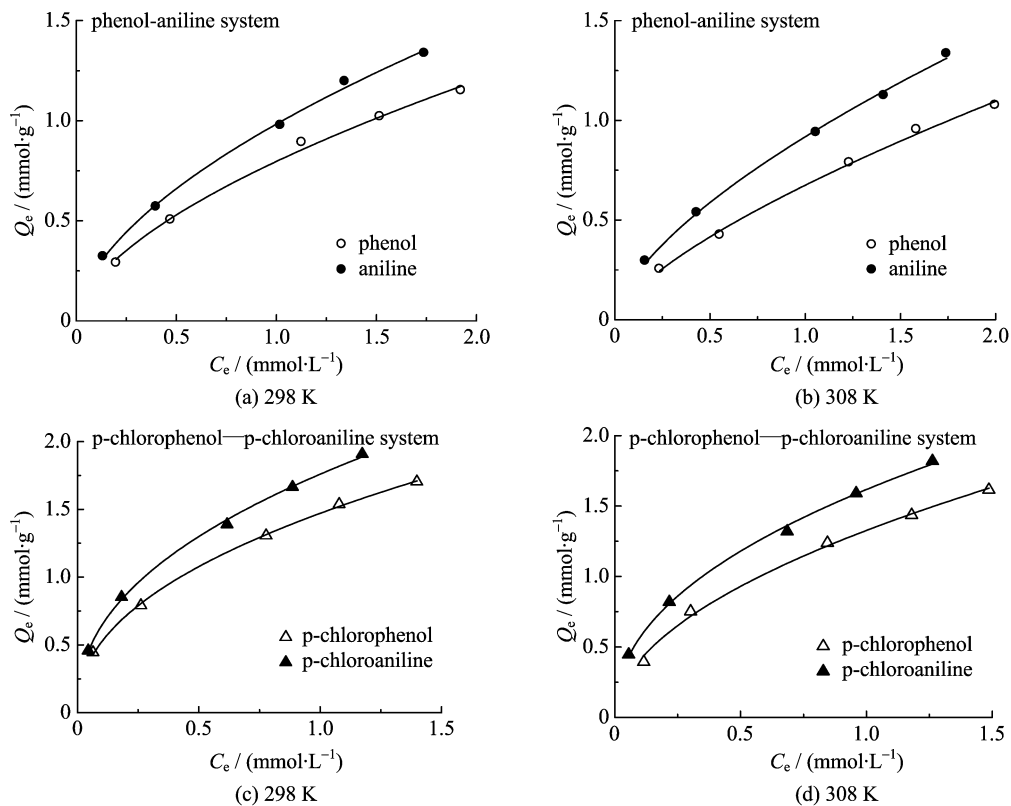 phenol-aniline system
1.5
1.0
0.5
0
Qe / (mmol·g⁻¹)
phenol
aniline
0 0.5 1.0 1.5 2.0
Ce / (mmol·L⁻¹)
(a) 298 K
phenol-aniline system
1.5
1.0
0.5
0
Qe / (mmol·g⁻¹)
phenol
aniline
0 0.5 1.0 1.5 2.0
Ce / (mmol·L⁻¹)
(b) 308 K
p-chlorophenol—p-chloroaniline system
2.0
1.5
1.0
0.5
0
Qe / (mmol·g⁻¹)
p-chlorophenol
p-chloroaniline
0 0.5 1.0 1.5
Ce / (mmol·L⁻¹)
(c) 298 K
p-chlorophenol—p-chloroaniline system
2.0
1.5
1.0
0.5
0
Qe / (mmol·g⁻¹)
p-chlorophenol
p-chloroaniline
0 0.5 1.0 1.5
Ce / (mmol·L⁻¹)
(d) 308 K